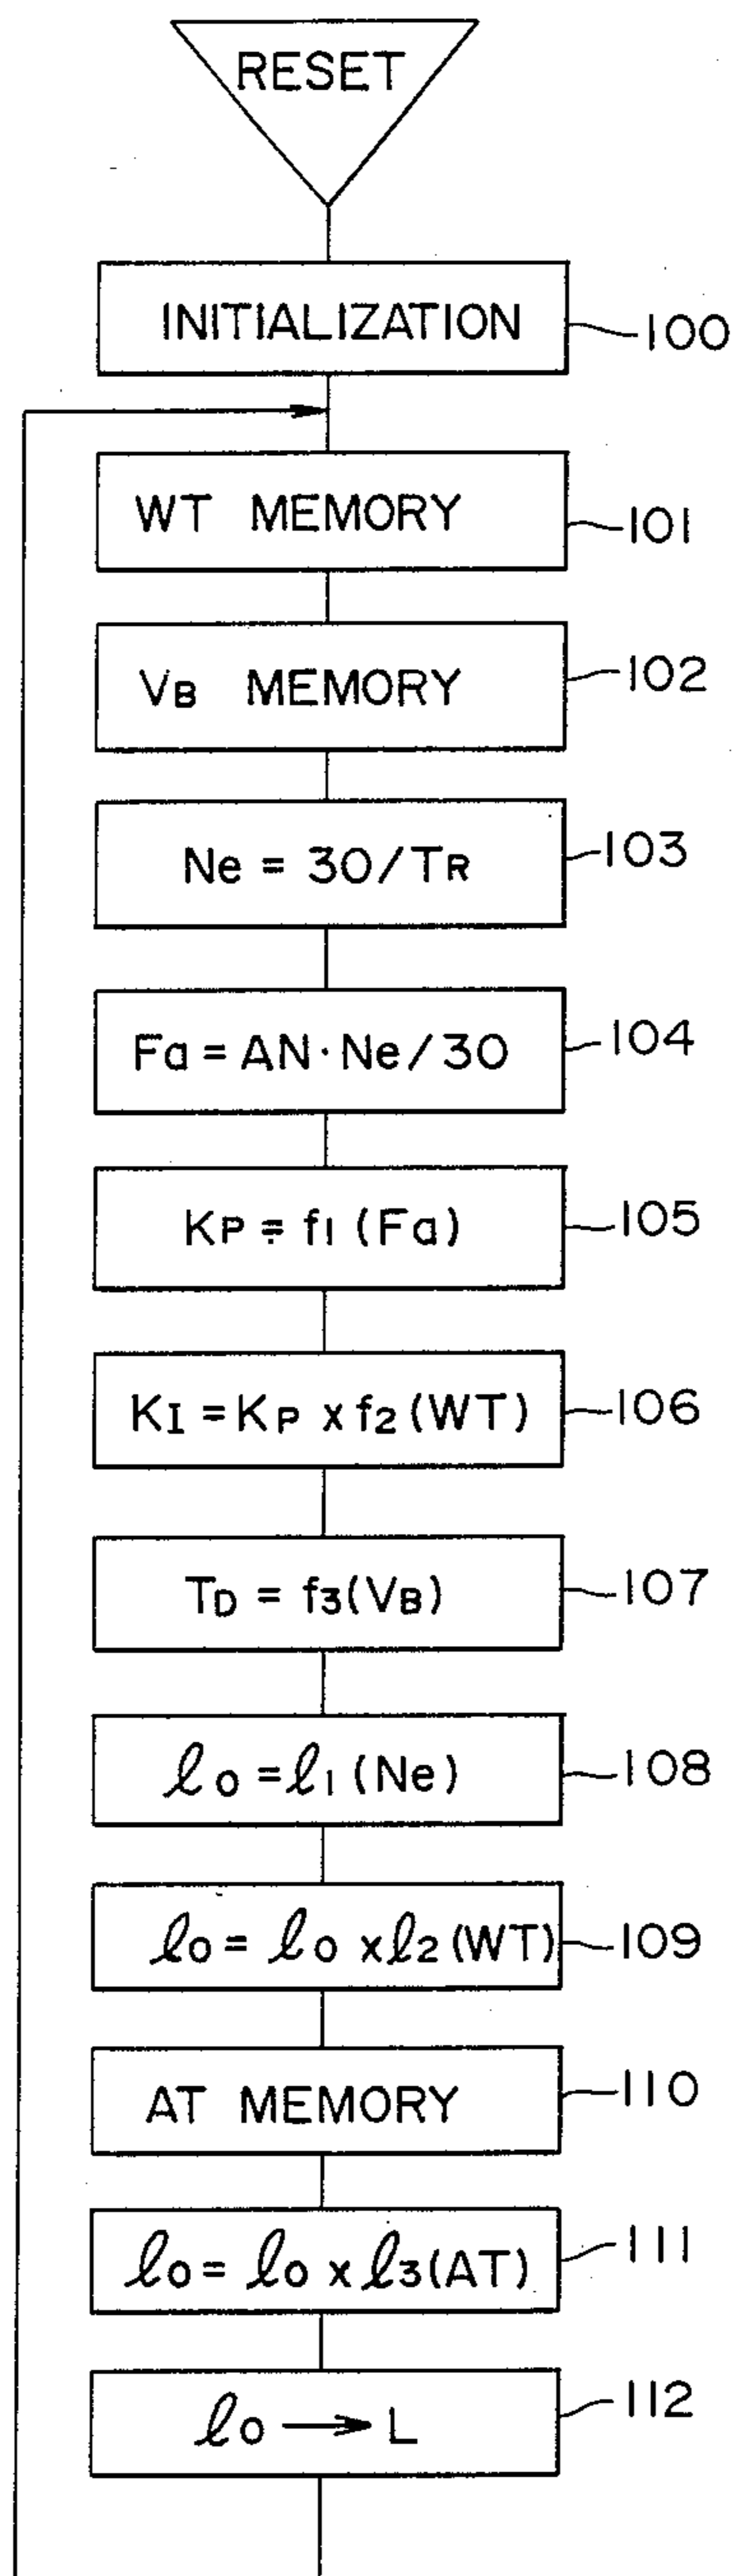 RESET
INITIALIZATION 100
WT MEMORY 101
VB MEMORY 102
Ne = 30/TR 103
Fa = AN·Ne/30 104
KP = f1 (Fa) 105
KI = KP x f2 (WT) 106
TD = f3 (VB) 107
ℓ0 = ℓ1 (Ne) 108
ℓ0 = ℓ0 x ℓ2 (WT) 109
AT MEMORY 110
ℓ0 = ℓ0 x ℓ3 (AT) 111
ℓ0 → L 112